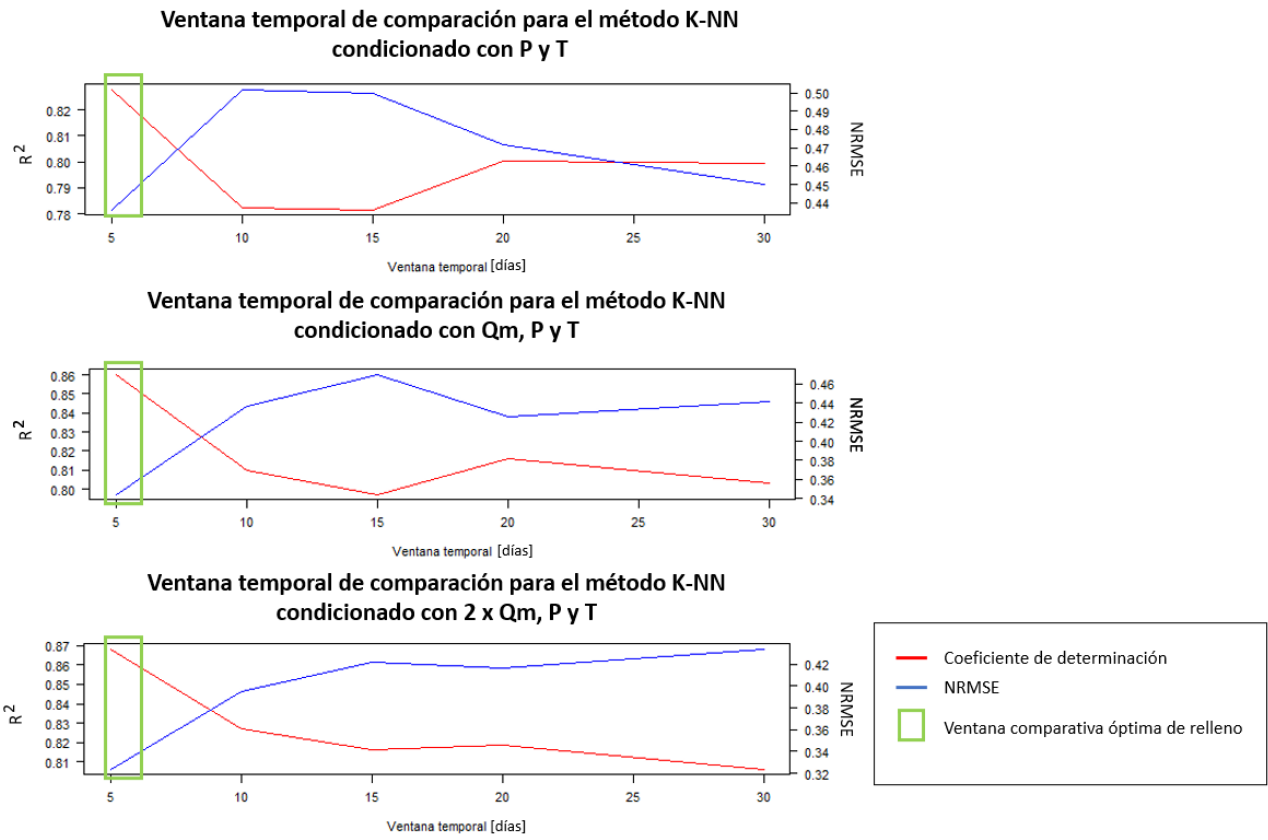 Ventana temporal de comparación para el método K-NN
condicionado con P y T
R²
0.82
0.81
0.80
0.79
0.78
0.50
0.49
0.48
0.47
0.46
0.45
0.44
NRMSE
5 10 15 20 25 30
Ventana temporal [días]
Ventana temporal de comparación para el método K-NN
condicionado con Qm, P y T
R²
0.86
0.85
0.84
0.83
0.82
0.81
0.80
0.46
0.44
0.42
0.40
0.38
0.36
0.34
NRMSE
5 10 15 20 25 30
Ventana temporal [días]
Ventana temporal de comparación para el método K-NN
condicionado con 2 x Qm, P y T
R²
0.87
0.86
0.85
0.84
0.83
0.82
0.81
0.42
0.40
0.38
0.36
0.34
0.32
NRMSE
5 10 15 20 25 30
Ventana temporal [días]
Coeficiente de determinación
NRMSE
Ventana comparativa óptima de relleno